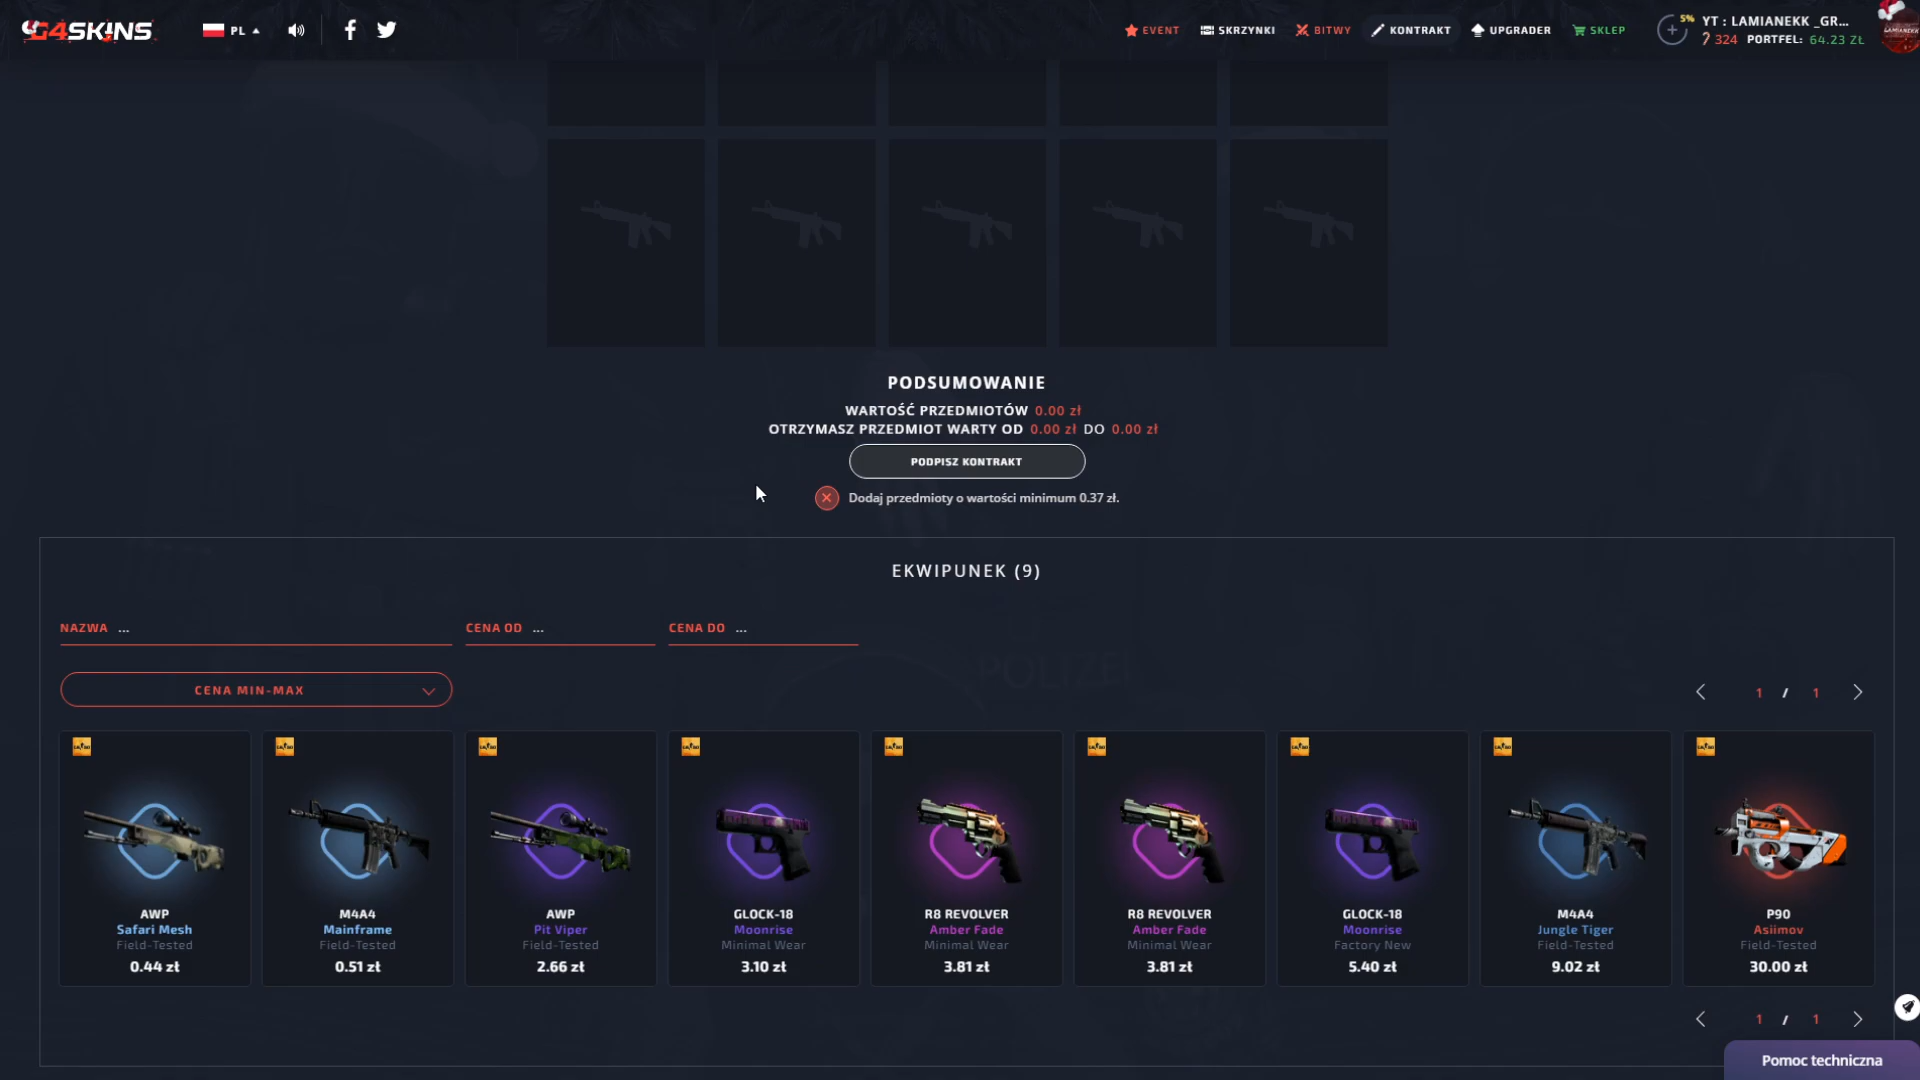 G4SKINS
PL
EVENT
SKRZYNKI
BITWY
KONTRAKT
UPGRADER
SKLEP
5%
YT : LAMIANEKK _GR...
324 PORTFEL: 64.23 ZŁ
PODSUMOWANIE
WARTOŚĆ PRZEDMIOTÓW 0.00 zł
OTRZYMASZ PRZEDMIOT WARTY OD 0.00 zł DO 0.00 zł
PODPISZ KONTRAKT
Dodaj przedmioty o wartości minimum 0.37 zł.
EKWIPUNEK (9)
NAZWA ...
CENA OD ...
CENA DO ...
POLIZEI
CENA MIN-MAX
1 / 1
AWP
Safari Mesh
Field-Tested
0.44 zł
M4A4
Mainframe
Field-Tested
0.51 zł
AWP
Pit Viper
Field-Tested
2.66 zł
GLOCK-18
Moonrise
Minimal Wear
3.10 zł
R8 REVOLVER
Amber Fade
Minimal Wear
3.81 zł
R8 REVOLVER
Amber Fade
Minimal Wear
3.81 zł
GLOCK-18
Moonrise
Factory New
5.40 zł
M4A4
Jungle Tiger
Field-Tested
9.02 zł
P90
Asiimov
Field-Tested
30.00 zł
1 / 1
Pomoc techniczna